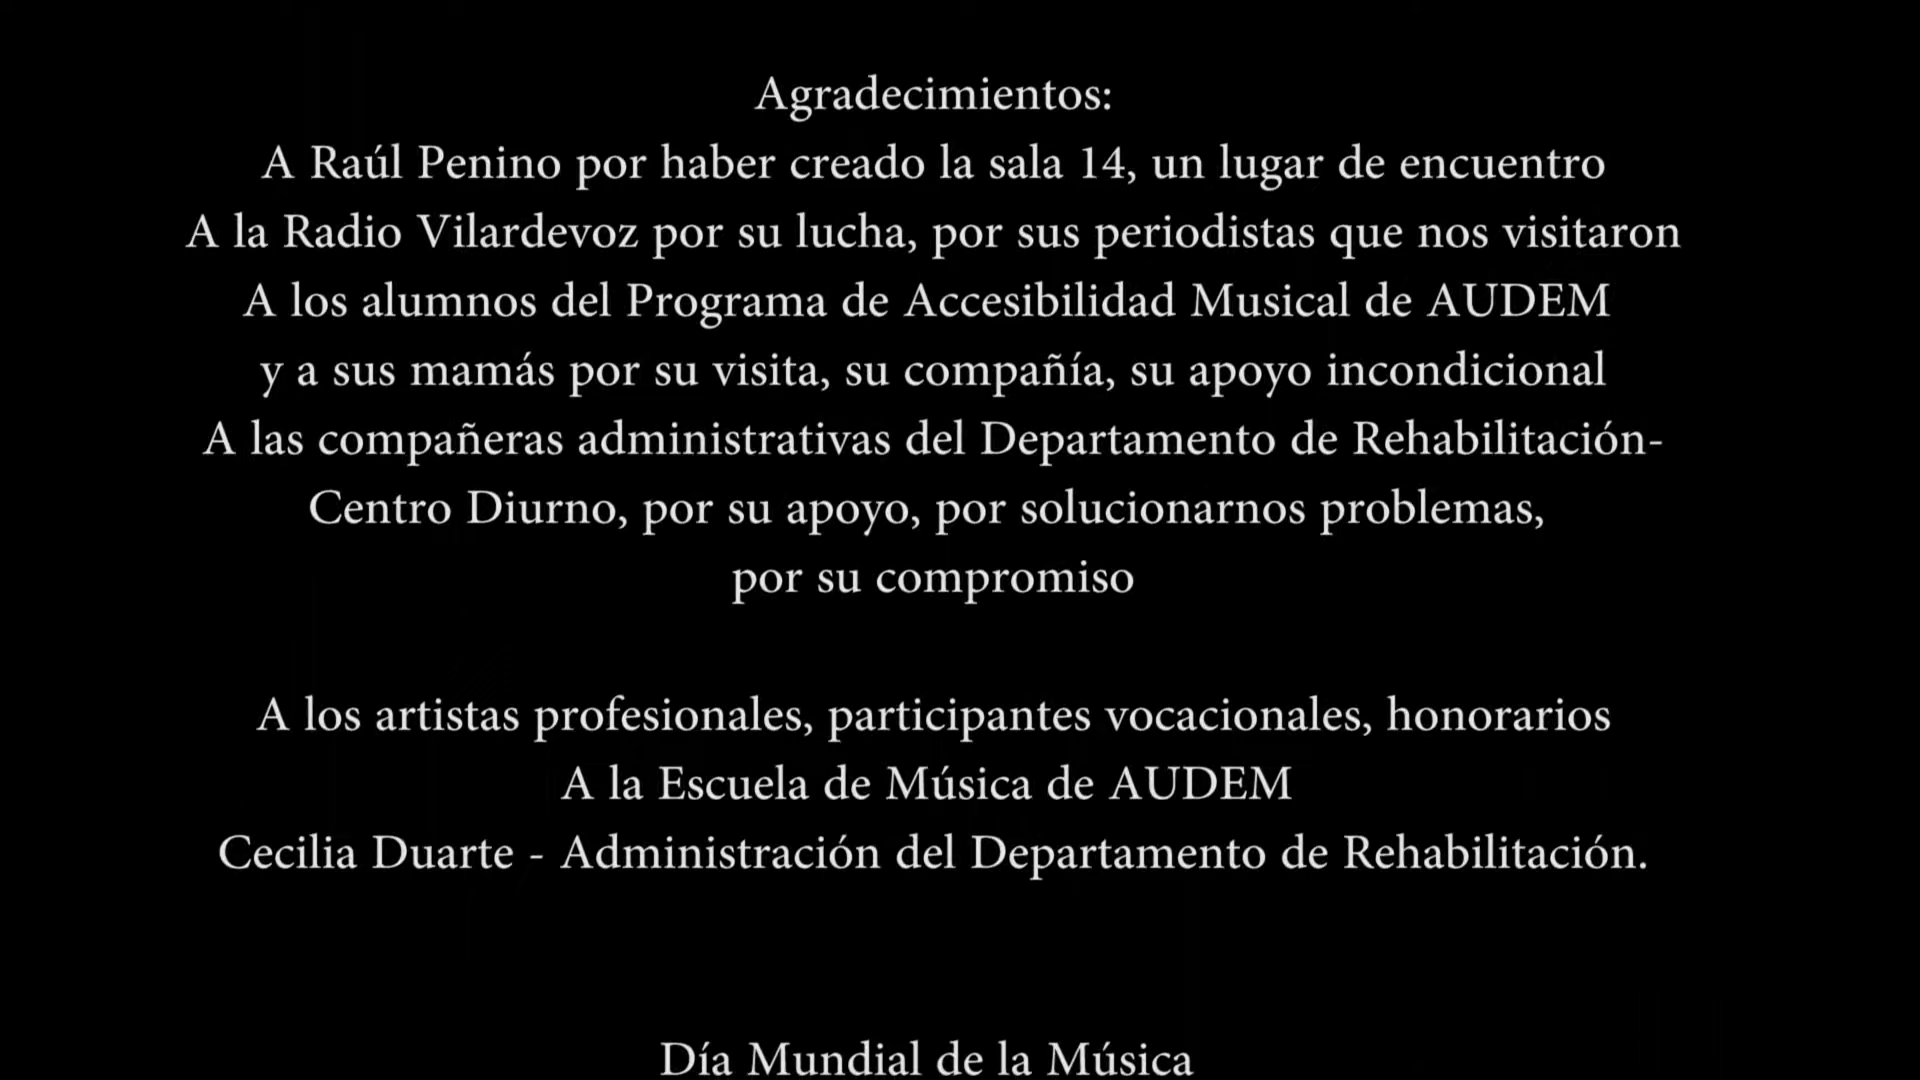 Agradecimientos:
A Raúl Penino por haber creado la sala 14, un lugar de encuentro
A la Radio Vilardevoz por su lucha, por sus periodistas que nos visitaron
A los alumnos del Programa de Accesibilidad Musical de AUDEM
y a sus mamás por su visita, su compañía, su apoyo incondicional
A las compañeras administrativas del Departamento de Rehabilitación-
Centro Diurno, por su apoyo, por solucionarnos problemas,
por su compromiso
A los artistas profesionales, participantes vocacionales, honorarios
A la Escuela de Música de AUDEM
Cecilia Duarte - Administración del Departamento de Rehabilitación.
Día Mundial de la Música